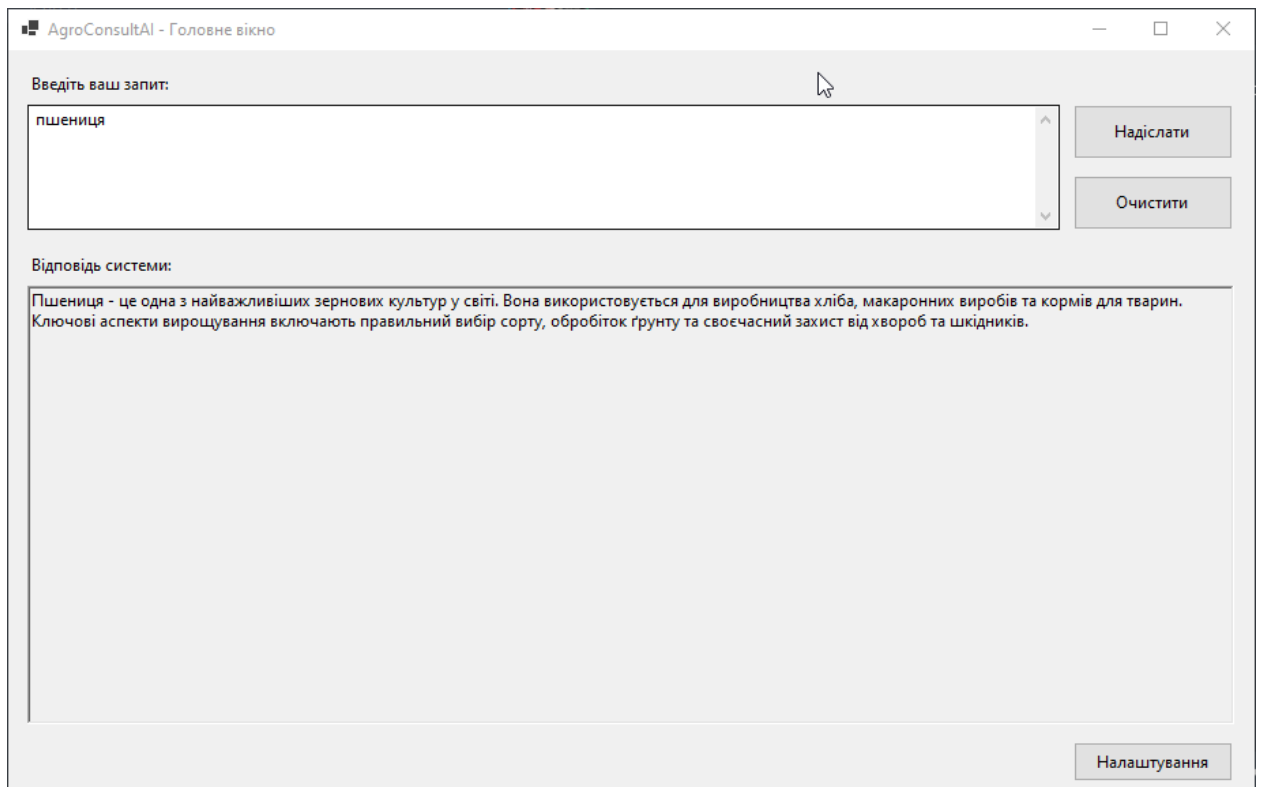 AgroConsultAI - Головне вікно
Введіть ваш запит:
пшениця
Надіслати
Очистити
Відповідь системи:
Пшениця - це одна з найважливіших зернових культур у світі. Вона використовується для виробництва хліба, макаронних виробів та кормів для тварин.
Ключові аспекти вирощування включають правильний вибір сорту, обробіток ґрунту та своєчасний захист від хвороб та шкідників.
Налаштування